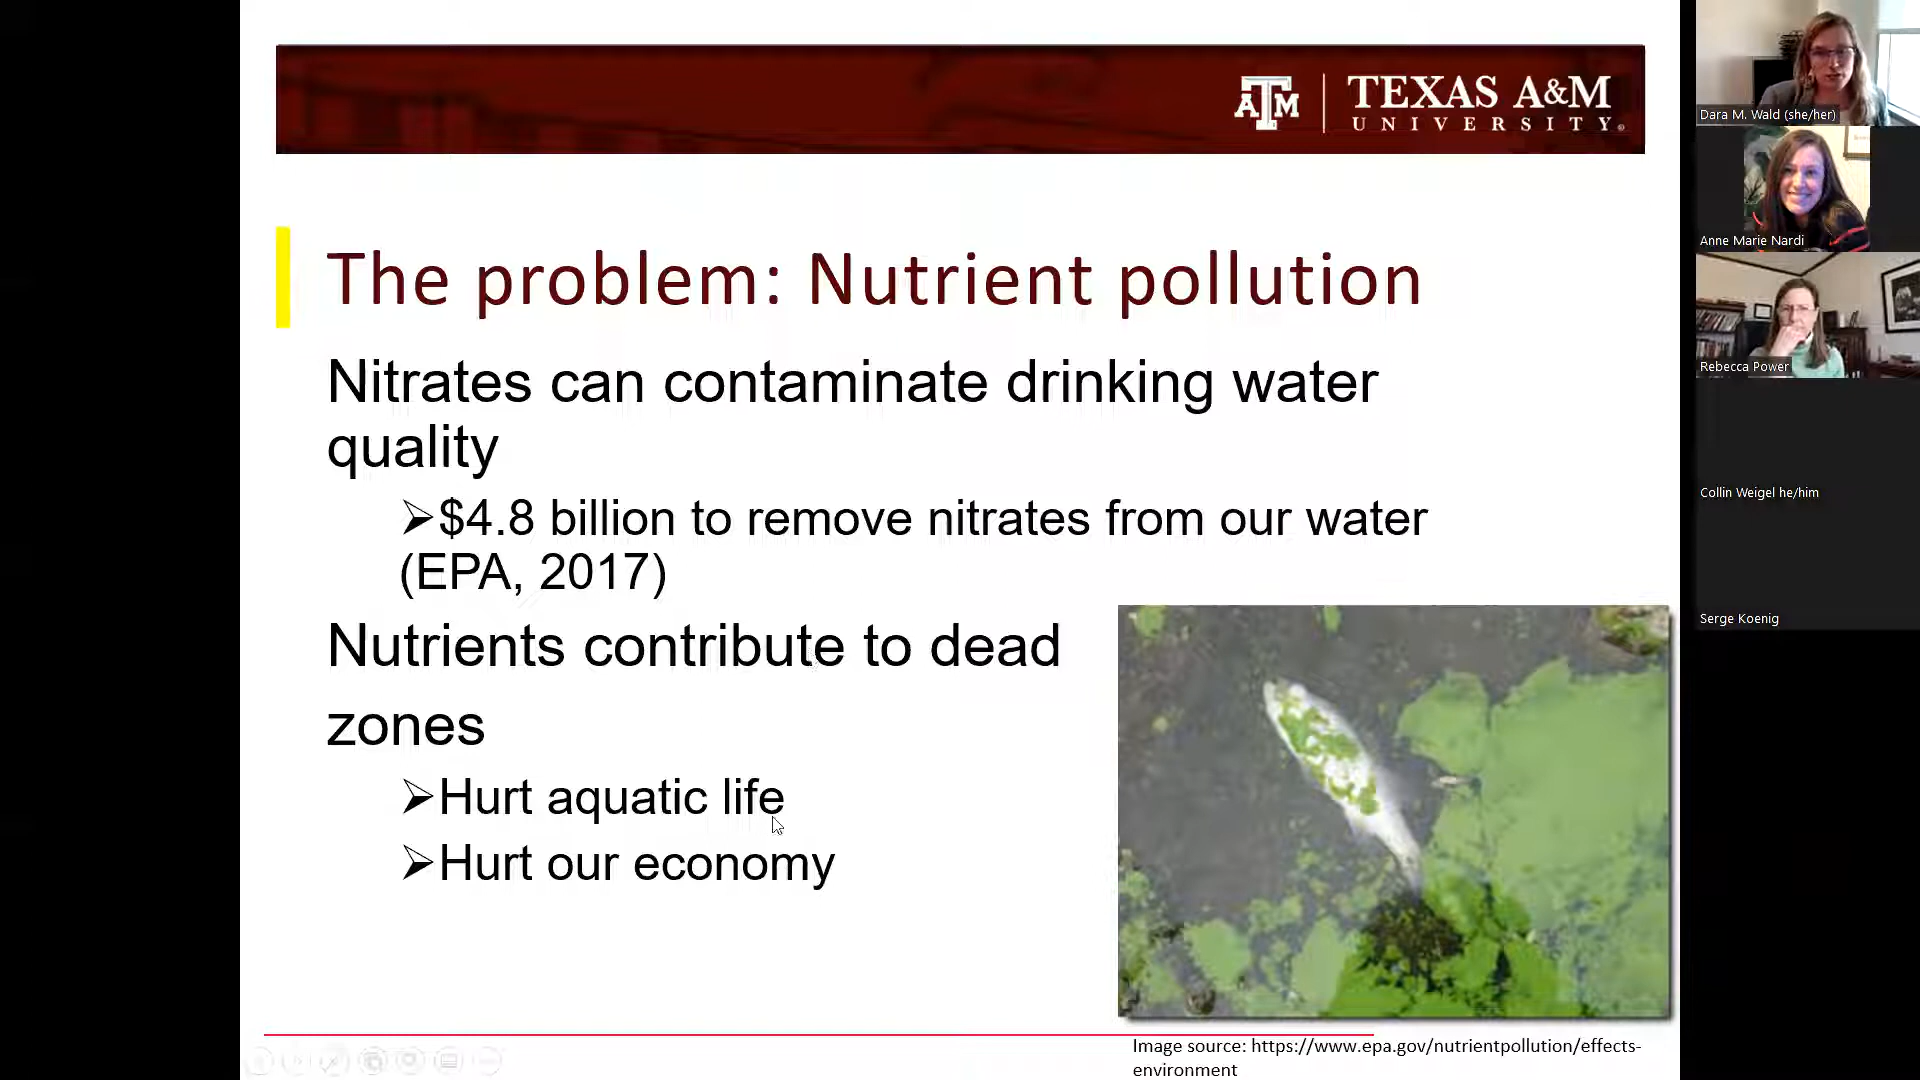 ATM
TEXAS A&M
UNIVERSITY®
The problem: Nutrient pollution
Nitrates can contaminate drinking water
quality
➢$4.8 billion to remove nitrates from our water
(EPA, 2017)
Nutrients contribute to dead
zones
➢Hurt aquatic life
➢Hurt our economy
Image source: https://www.epa.gov/nutrientpollution/effects-
environment
Dara M. Wald (she/her)
Anne Marie Nardi
Rebecca Power
Collin Weigel he/him
Serge Koenig